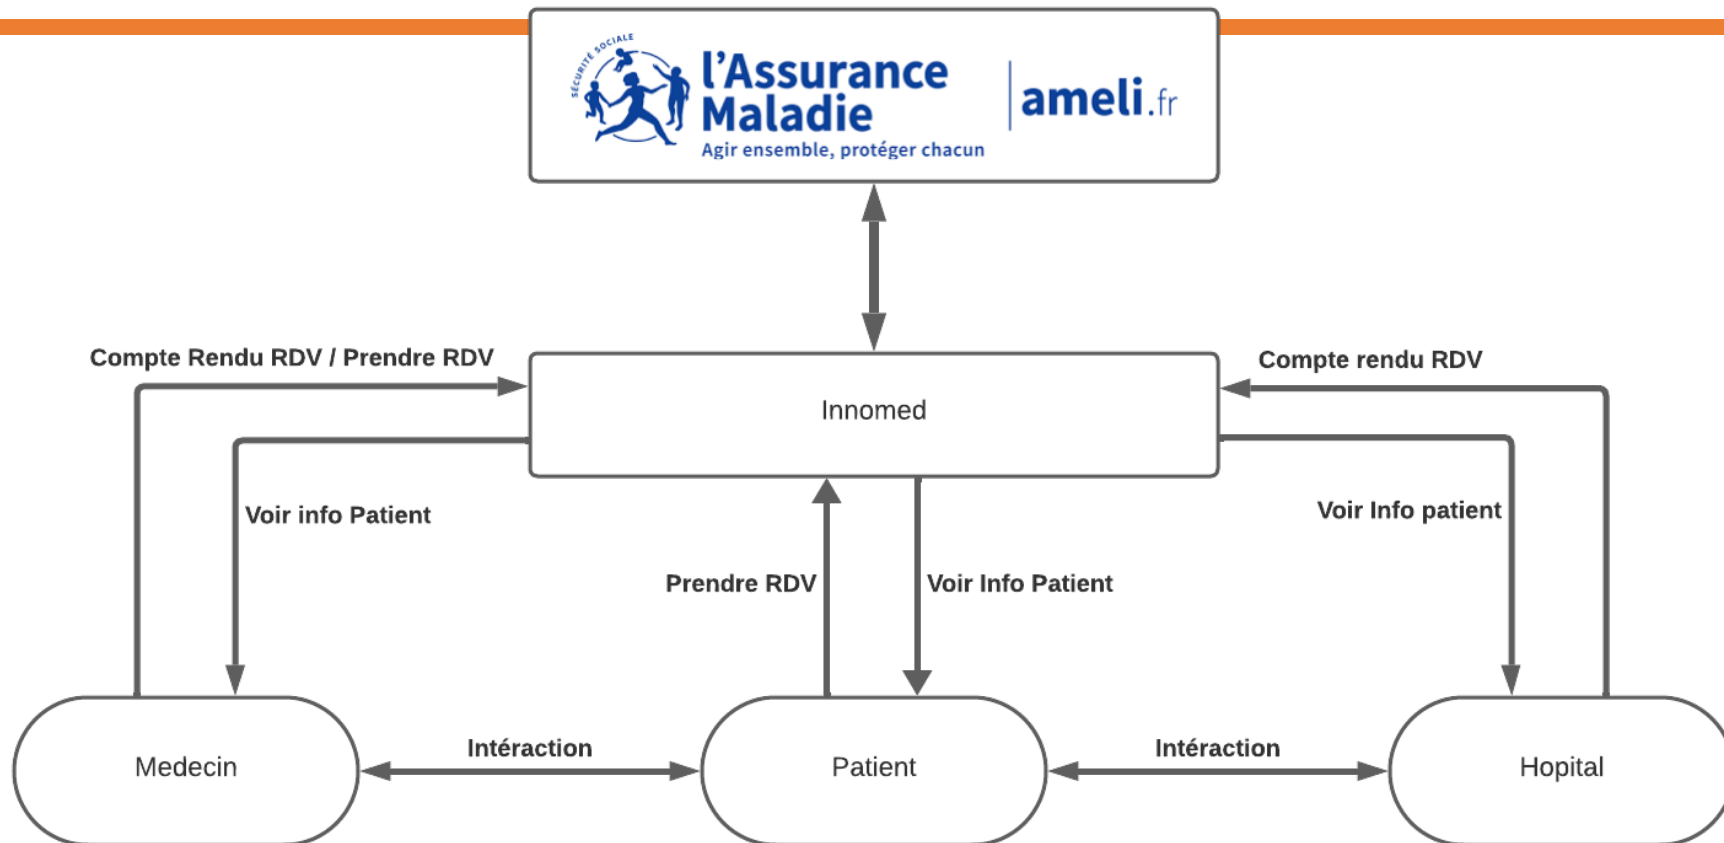 SÉCURITÉ SOCIALE
l'Assurance
Maladie
Agir ensemble, protéger chacun
ameli.fr
Compte Rendu RDV / Prendre RDV
Compte rendu RDV
Innomed
Voir info Patient
Voir Info patient
Prendre RDV
Voir Info Patient
Intéraction
Intéraction
Medecin
Patient
Hopital